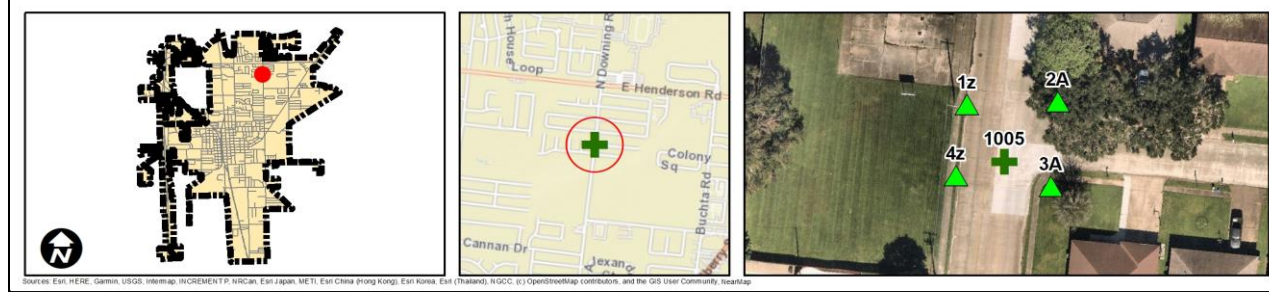 N
N House
Loop
N Downing R
E Henderson Rd
Colony
Sq
Buchta Rd
Cannan Dr
1z
2A
1005
4z
3A
Sources: Esri, HERE, Garmin, USGS, Intermap, INCREMENT P, NRCan, Esri Japan, METI, Esri China (Hong Kong), Esri Korea, Esri (Thailand), NGCC, (c) OpenStreetMap contributors, and the GIS User Community, NearMap